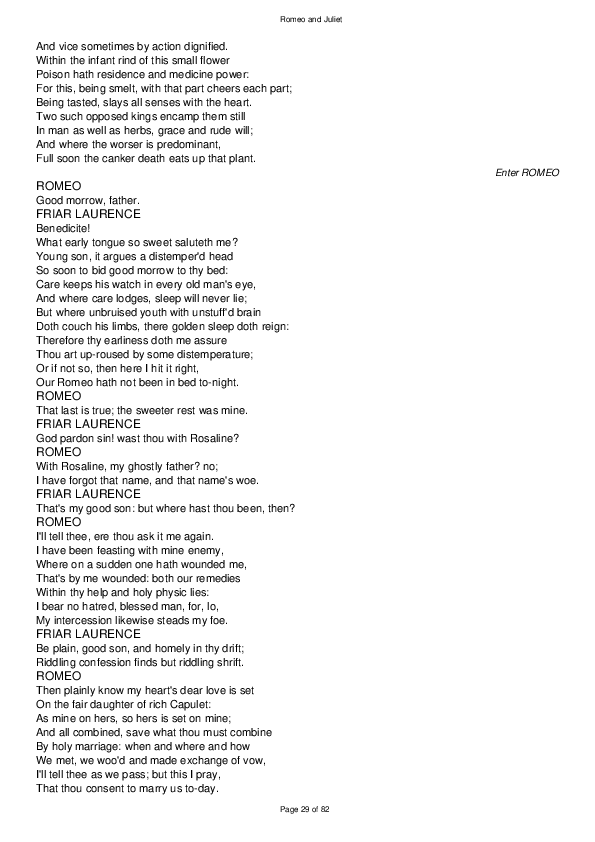 Romeo and Juliet
And vice sometimes by action dignified.
Within the infant rind of this small flower
Poison hath residence and medicine power:
For this, being smelt, with that part cheers each part;
Being tasted, slays all senses with the heart.
Two such opposed kings encamp them still
In man as well as herbs, grace and rude will;
And where the worser is predominant,
Full soon the canker death eats up that plant.
Enter ROMEO
ROMEO
Good morrow, father.
FRIAR LAURENCE
Benedicite!
What early tongue so sweet saluteth me?
Young son, it argues a distemper'd head
So soon to bid good morrow to thy bed:
Care keeps his watch in every old man's eye,
And where care lodges, sleep will never lie;
But where unbruised youth with unstuff'd brain
Doth couch his limbs, there golden sleep doth reign:
Therefore thy earliness doth me assure
Thou art up-roused by some distemperature;
Or if not so, then here I hit it right,
Our Romeo hath not been in bed to-night.
ROMEO
That last is true; the sweeter rest was mine.
FRIAR LAURENCE
God pardon sin! wast thou with Rosaline?
ROMEO
With Rosaline, my ghostly father? no;
I have forgot that name, and that name's woe.
FRIAR LAURENCE
That's my good son: but where hast thou been, then?
ROMEO
I'll tell thee, ere thou ask it me again.
I have been feasting with mine enemy,
Where on a sudden one hath wounded me,
That's by me wounded: both our remedies
Within thy help and holy physic lies:
I bear no hatred, blessed man, for, lo,
My intercession likewise steads my foe.
FRIAR LAURENCE
Be plain, good son, and homely in thy drift;
Riddling confession finds but riddling shrift.
ROMEO
Then plainly know my heart's dear love is set
On the fair daughter of rich Capulet:
As mine on hers, so hers is set on mine;
And all combined, save what thou must combine
By holy marriage: when and where and how
We met, we woo'd and made exchange of vow,
I'll tell thee as we pass; but this I pray,
That thou consent to marry us to-day.
Page 29 of 82